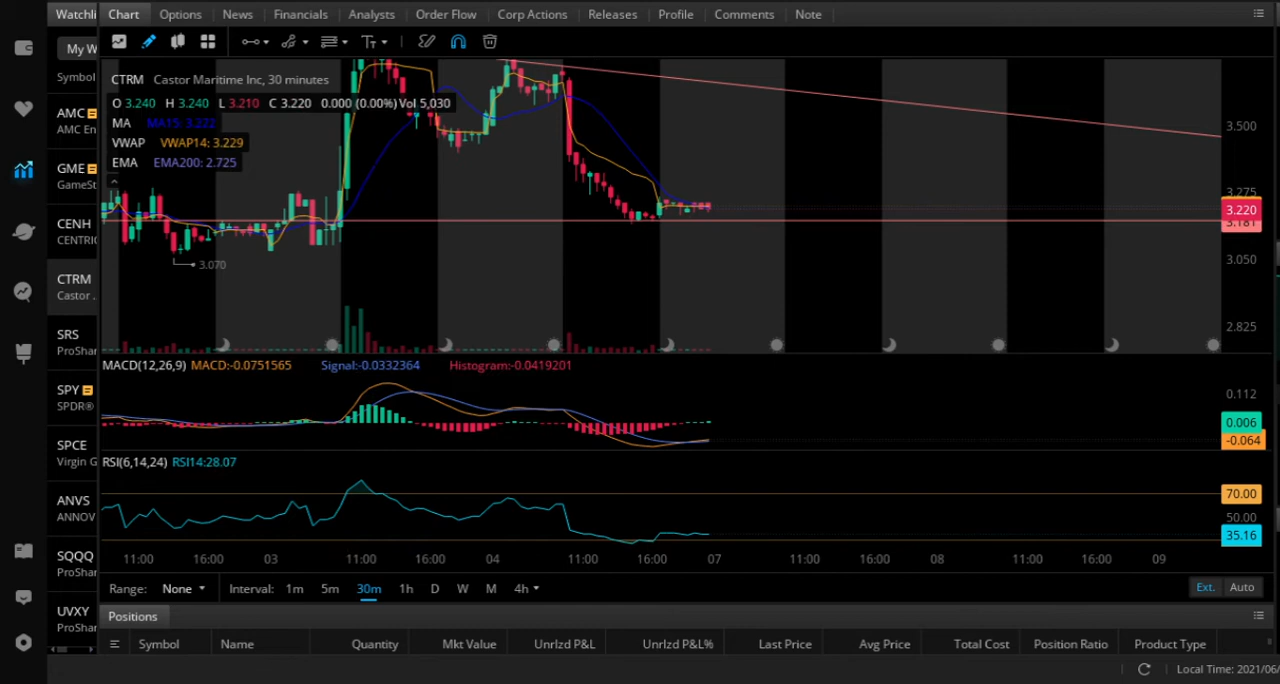 Watchli Chart Options News Financials Analysts Order Flow Corp Actions Releases Profile Comments Note
My W
Symbol
AMC
AMC En
GME
GameSt
CENH
CENTRIC
CTRM
Castor .
SRS
ProShar
SPY
SPDR®
SPCE
Virgin G
ANVS
ANNOV
SQQQ
ProShar
UVXY
ProShar
CTRM Castor Maritime Inc, 30 minutes
O 3.240 H 3.240 L 3.210 C 3.220 0.000 (0.00%) Vol 5,030
MA MA15: 3.222
VWAP VWAP14: 3.229
EMA EMA200: 2.725
3.070
3.500
3.275
3.220
3.181
3.050
2.825
MACD(12,26,9) MACD:-0.0751565 Signal:-0.0332364 Histogram:-0.0419201
0.112
0.006
-0.064
RSI(6,14,24) RSI14:28.07
70.00
50.00
35.16
11:00 16:00 03 11:00 16:00 04 11:00 16:00 07 11:00 16:00 08 11:00 16:00 09
Range: None Interval: 1m 5m 30m 1h D W M 4h Ext. Auto
Positions
Symbol Name Quantity Mkt Value Unrlzd P&L Unrlzd P&L% Last Price Avg Price Total Cost Position Ratio Product Type
Local Time: 2021/06/